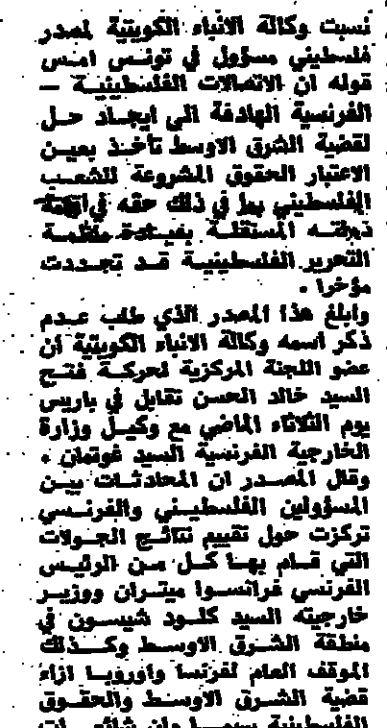 نسبت وكالة الانباء الكويتية لمصدر
فلسطيني مسؤول في تونس امس
قوله ان الاتصالات الفلسطينية —
الفرنسية الهادفة الى ايجاد حل
لقضية الشرق الاوسط تأخذ بعين
الاعتبار الحقوق المشروعة للشعب
الفلسطيني بما في ذلك حقه في اقامة
دولته المستقلة بقيادة منظمة
التحرير الفلسطينية قد تجددت
مؤخرا .
وابلغ هذا المصدر الذي طلب عدم
ذكر اسمه وكالة الانباء الكويتية أن
عضو اللجنة المركزية لحركة فتح
السيد خالد الحسن تقابل في باريس
يوم الثلاثاء الماضي مع وكيل وزارة
الخارجية الفرنسية السيد غوتمان .
وقال المصدر ان المحادثات بين
المسؤولين الفلسطيني والفرنسي
تركزت حول تقييم نتائج الجولات
التي قام بها كل من الرئيس
الفرنسي فرانسوا ميتران ووزير
خارجيته السيد كلود شيسون في
منطقة الشرق الاوسط وكذلك
الموقف العام لفرنسا واوروبا ازاء
قضية الشرق الاوسط والحقوق
الفلسطينية